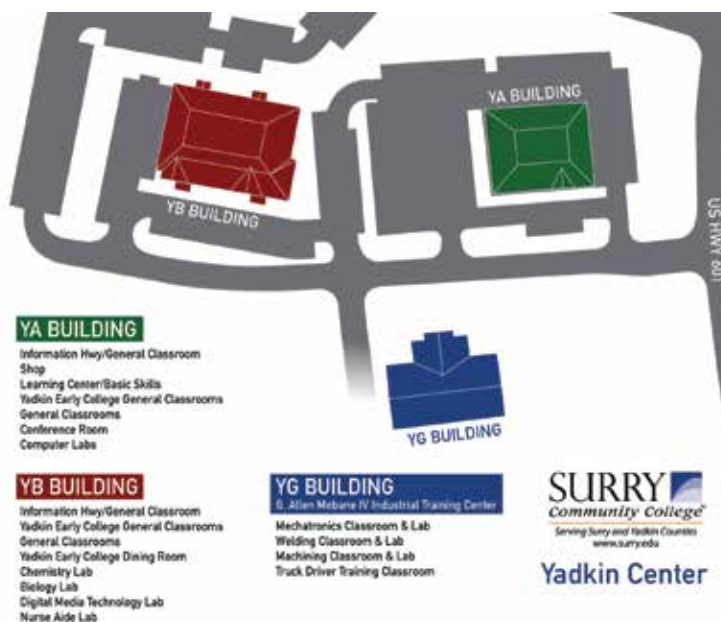 YA BUILDING
YB BUILDING
US HWY 601
YG BUILDING
YA BUILDING
Information Hwy/General Classroom
Shop
Learning Center/Basic Skills
Yadkin Early College General Classrooms
General Classrooms
Conference Room
Computer Labs
YB BUILDING
Information Hwy/General Classroom
Yadkin Early College General Classrooms
General Classrooms
Yadkin Early College Dining Room
Chemistry Lab
Biology Lab
Digital Media Technology Lab
Nurse Aide Lab
YG BUILDING
G. Allen Mebane IV Industrial Training Center
Mechatronics Classroom & Lab
Welding Classroom & Lab
Machining Classroom & Lab
Truck Driver Training Classroom
SURRY
Community College
Serving Surry and Yadkin Counties
www.surry.edu
Yadkin Center